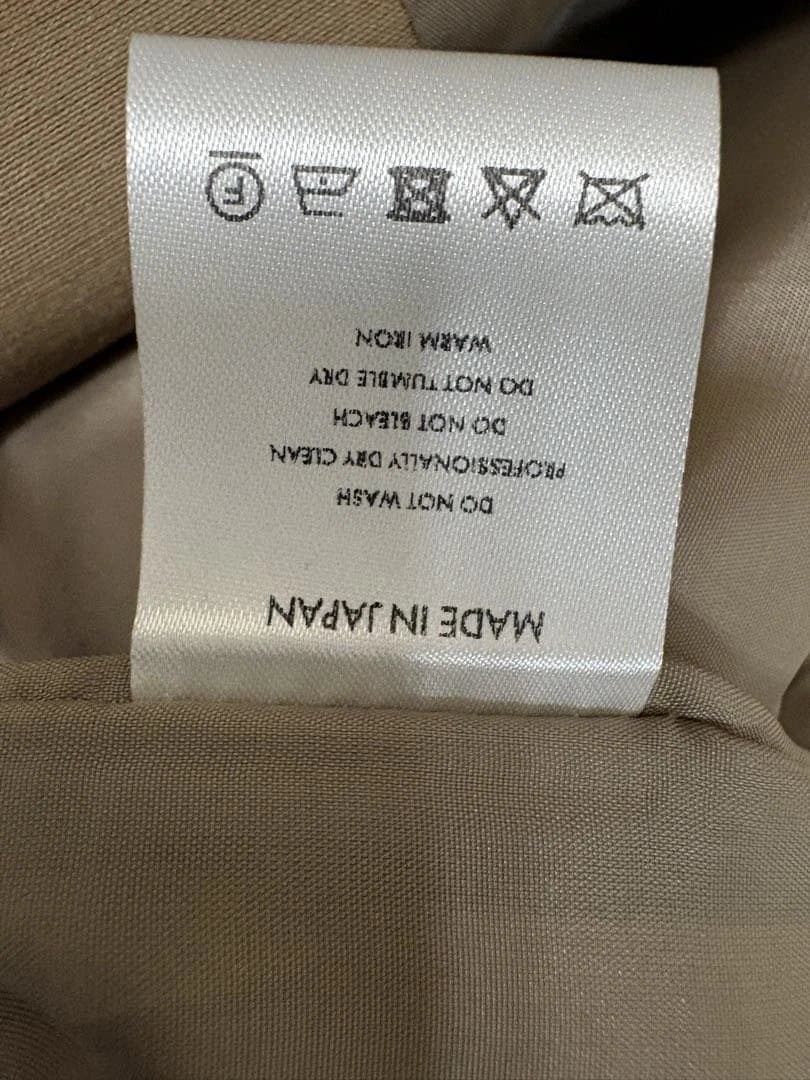 MADE IN JAPAN
DO NOT WASH
PROFESSIONALLY DRY CLEAN
DO NOT BLEACH
DO NOT TUMBLE DRY
WARM IRON
F